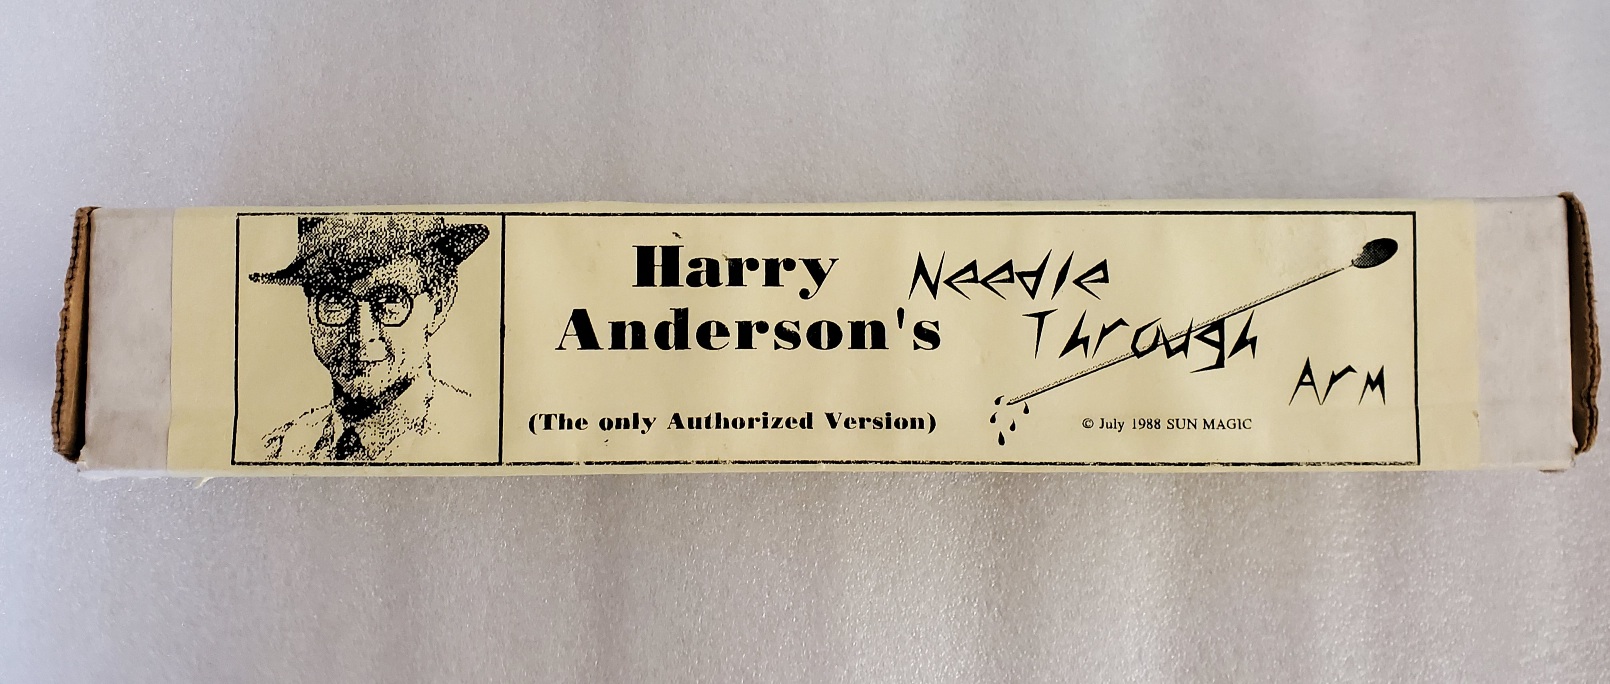 Harry
Anderson's
(The only Authorized Version)
Needle
Through
Arm
© July 1988 SUN MAGIC